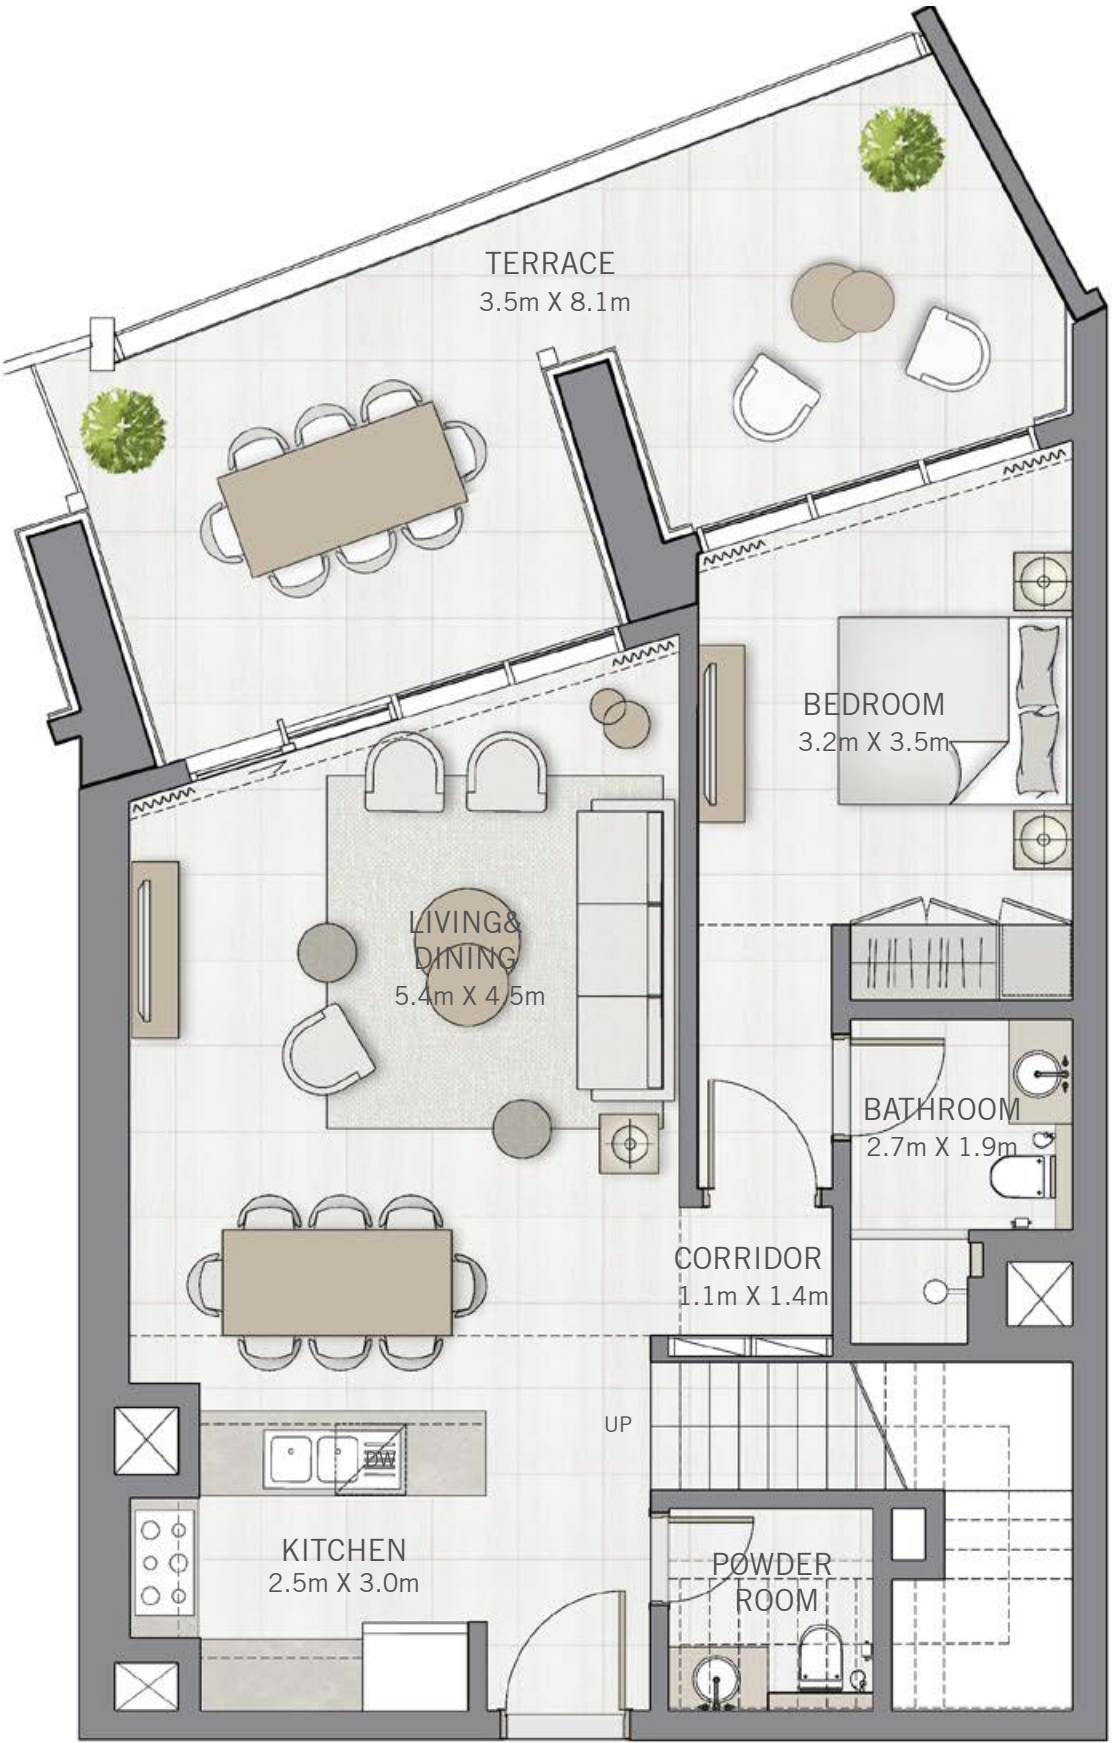 TERRACE
3.5m X 8.1m
BEDROOM
3.2m X 3.5m
LIVING&
DINING
5.4m X 4.5m
BATHROOM
2.7m X 1.9m
CORRIDOR
1.1m X 1.4m
UP
DW
KITCHEN
2.5m X 3.0m
POWDER
ROOM